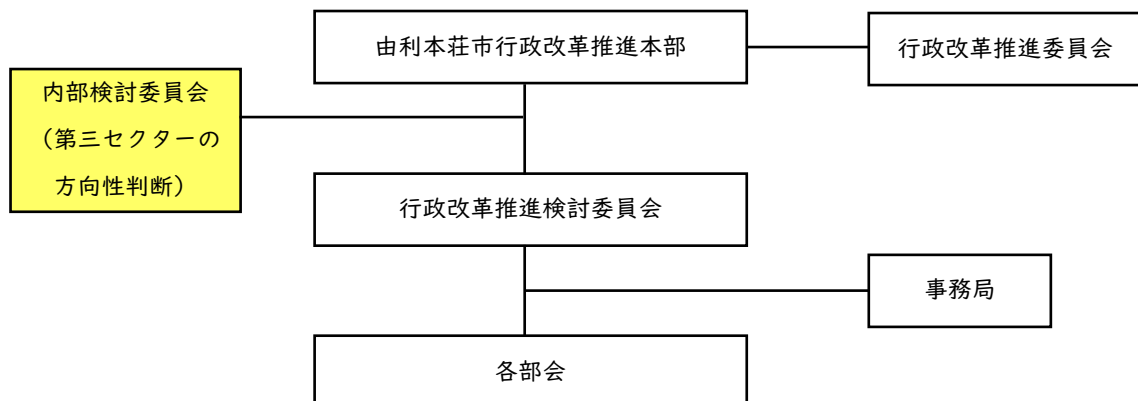 由利本荘市行政改革推進本部
行政改革推進委員会
内部検討委員会
（第三セクターの
方向性判断）
行政改革推進検討委員会
事務局
各部会